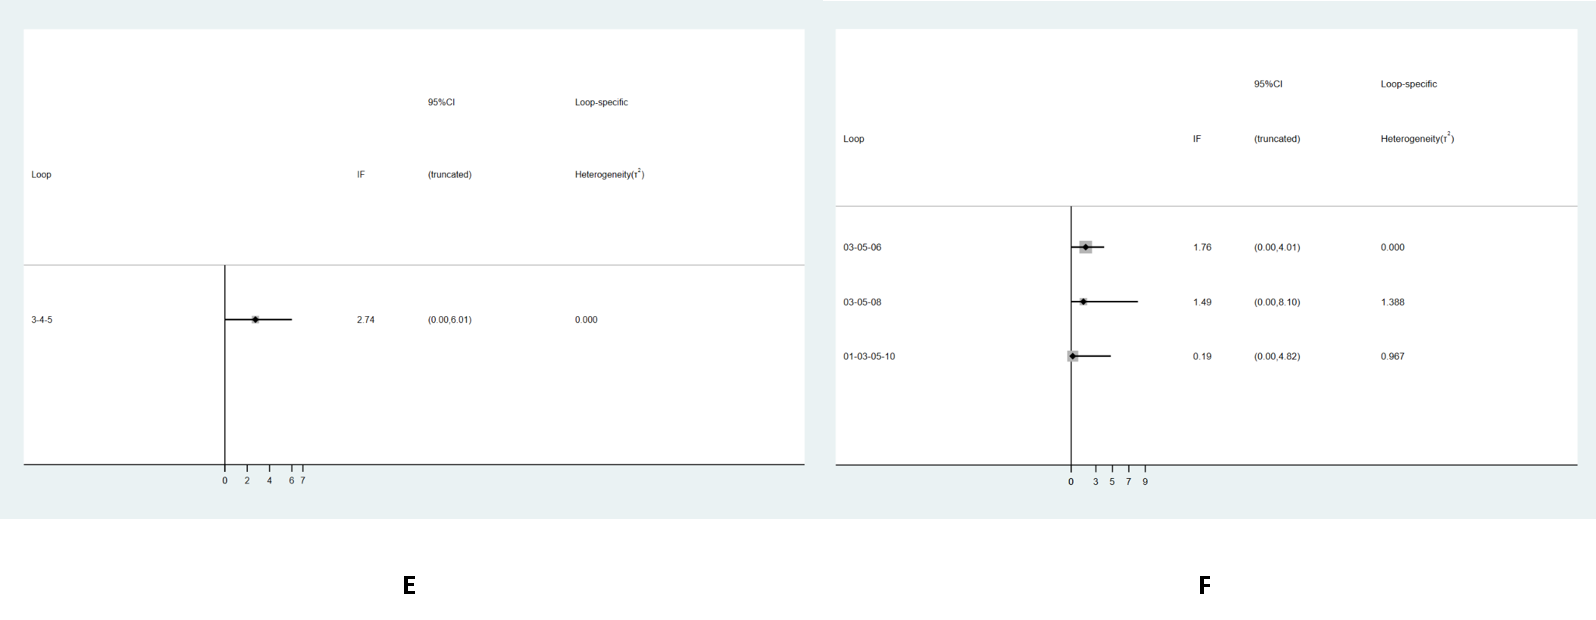 95%CI Loop-specific
Loop IF (truncated) Heterogeneity(τ²)
3-4-5 2.74 (0.00,6.01) 0.000
0 2 4 6 7
E
95%CI Loop-specific
Loop IF (truncated) Heterogeneity(τ²)
03-05-06 1.76 (0.00,4.01) 0.000
03-05-08 1.49 (0.00,8.10) 1.388
01-03-05-10 0.19 (0.00,4.82) 0.967
0 3 5 7 9
F